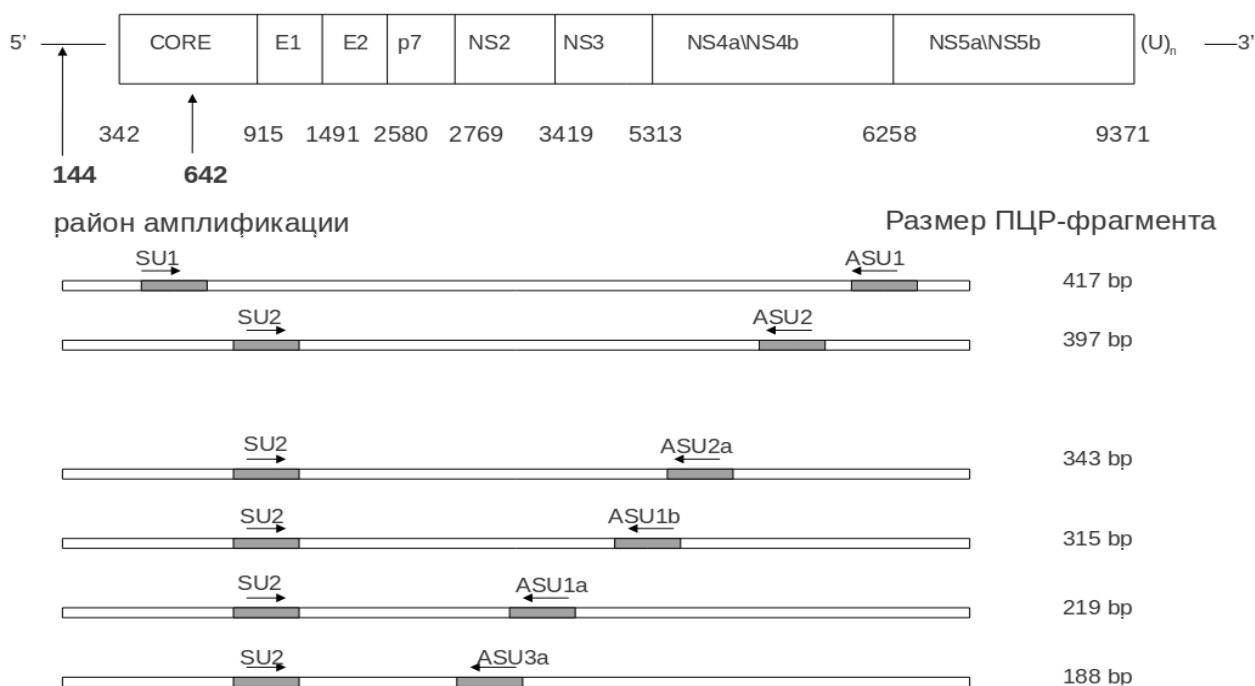 5’ CORE E1 E2 p7 NS2 NS3 NS4a\NS4b NS5a\NS5b (U)n 3’
342 915 1491 2580 2769 3419 5313 6258 9371
144 642
район амплификации Размер ПЦР-фрагмента
SU1 ASU1 417 bp
SU2 ASU2 397 bp
SU2 ASU2a 343 bp
SU2 ASU1b 315 bp
SU2 ASU1a 219 bp
SU2 ASU3a 188 bp